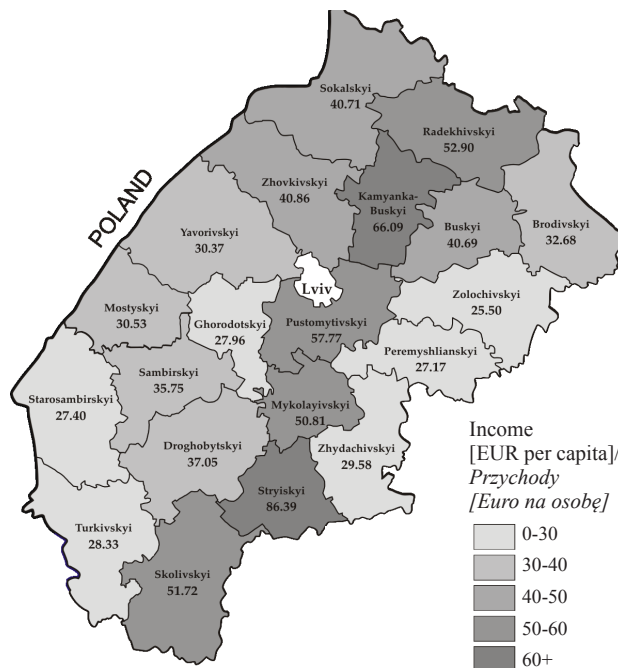 Sokalskyi
40.71
Radekhivskyi
52.90
POLAND
Zhovkivskyi
40.86
Kamyanka-
Buskyi
66.09
Yavorivskyi
30.37
Buskyi
40.69
Brodivskyi
32.68
Lviv
Mostyskyi
30.53
Ghorodotskyi
27.96
Pustomytivskyi
57.77
Zolochivskyi
25.50
Peremyshlianskyi
27.17
Sambirskyi
35.75
Starosambirskyi
27.40
Mykolayivskyi
50.81
Droghobytskyi
37.05
Zhydachivskyi
29.58
Stryiskyi
86.39
Turkivskyi
28.33
Skolivskyi
51.72
Income
[EUR per capita]/
Przychody
[Euro na osobę]
0-30
30-40
40-50
50-60
60+